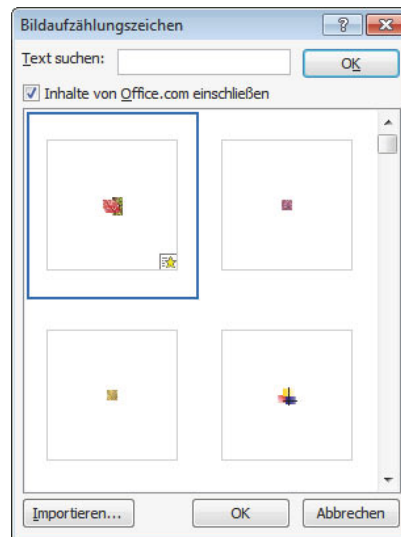 Bildaufzählungszeichen
Text suchen:
OK
Inhalte von Office.com einschließen
Importieren...
OK
Abbrechen